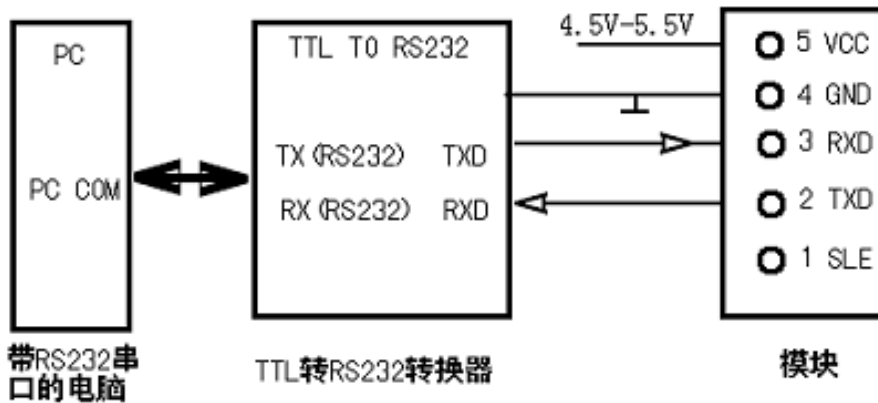 PC
PC COM
带RS232串
口的电脑
TTL TO RS232
TX(RS232) TXD
RX(RS232) RXD
TTL转RS232转换器
4.5V-5.5V
5 VCC
4 GND
3 RXD
2 TXD
1 SLE
模块